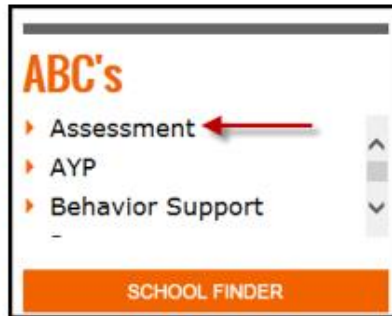 ABC's
Assessment
AYP
Behavior Support
SCHOOL FINDER